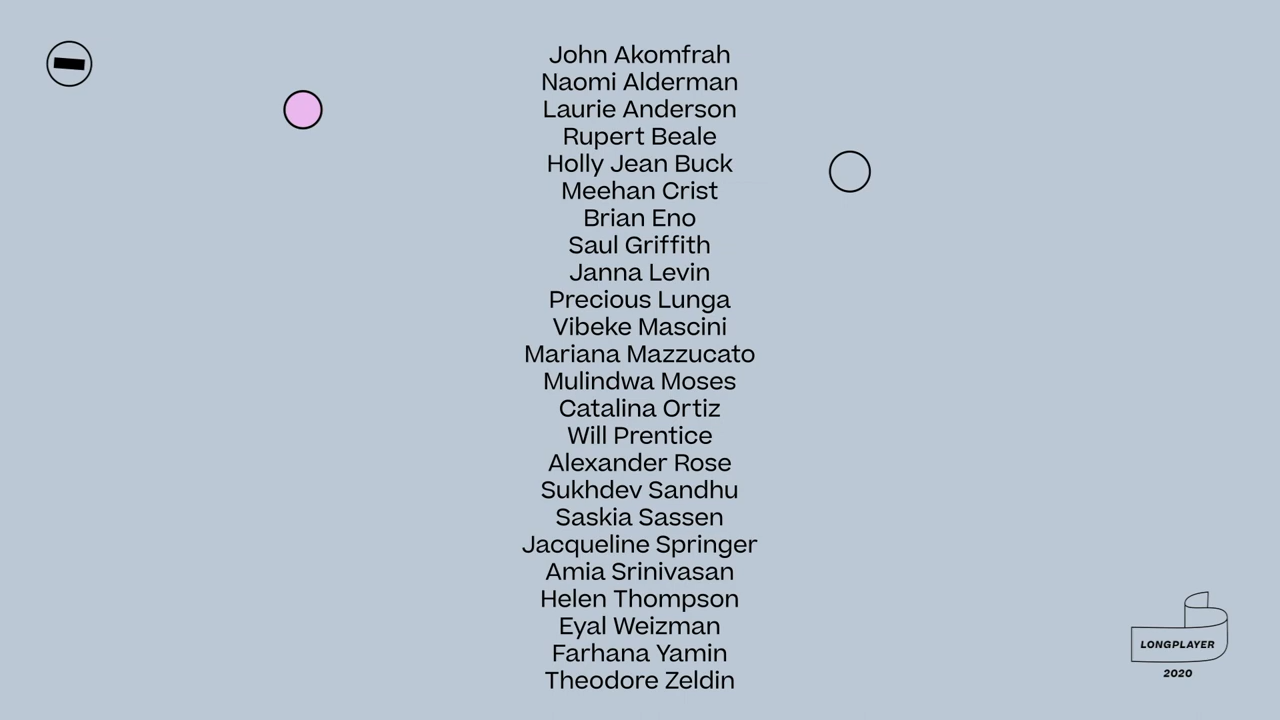 John Akomfrah
Naomi Alderman
Laurie Anderson
Rupert Beale
Holly Jean Buck
Meehan Crist
Brian Eno
Saul Griffith
Janna Levin
Precious Lunga
Vibeke Mascini
Mariana Mazzucato
Mulindwa Moses
Catalina Ortiz
Will Prentice
Alexander Rose
Sukhdev Sandhu
Saskia Sassen
Jacqueline Springer
Amia Srinivasan
Helen Thompson
Eyal Weizman
Farhana Yamin
Theodore Zeldin
LONGPLAYER
2020